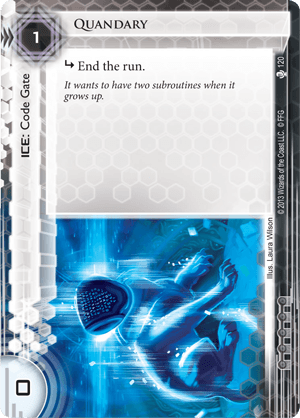 QUANDARY
1
↳ End the run.
It wants to have two subroutines when it
grows up.
ICE: Code Gate
120
© 2013 Wizards of the Coast LLC. © FFG
Illus. Laura Wilson
0